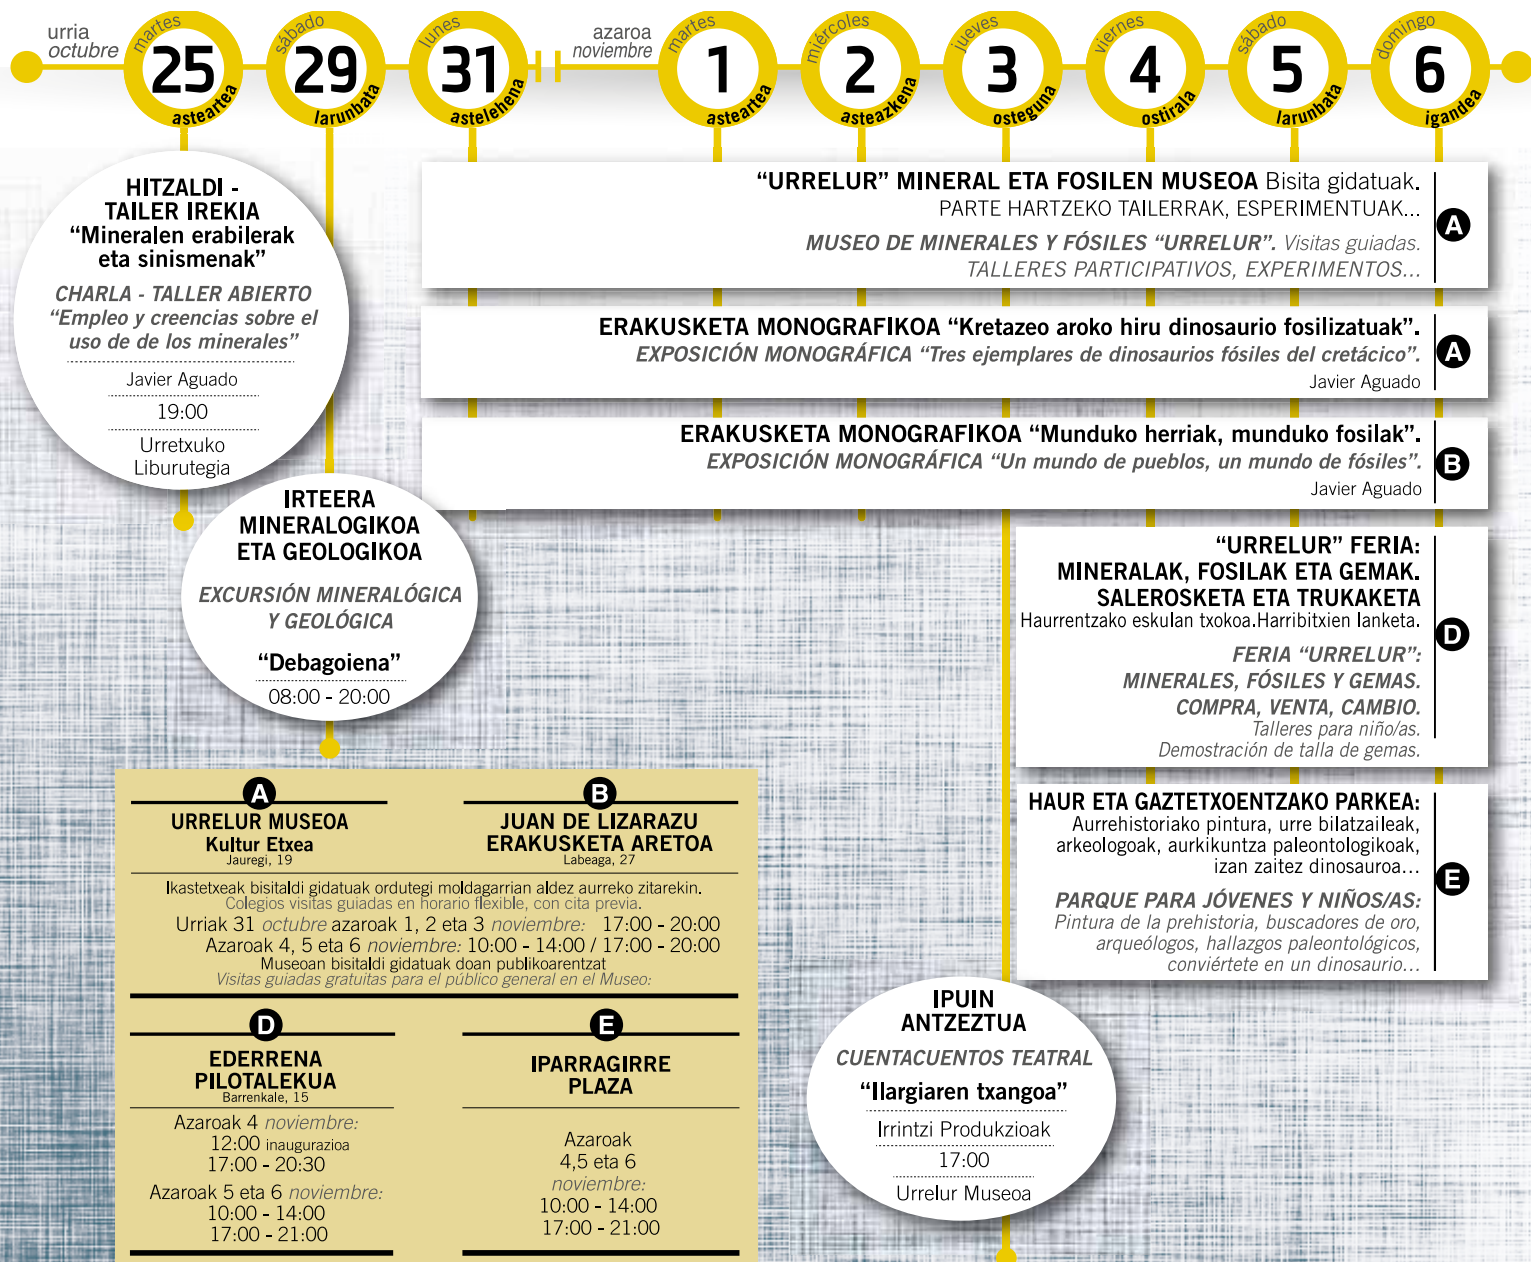 urria
octubre
martes
25
asteartea
sábado
29
larunbata
lunes
31
astelehena
azaroa
noviembre
martes
1
asteartea
miércoles
2
asteazkena
jueves
3
osteguna
viernes
4
ostirala
sábado
5
larunbata
domingo
6
igandea
HITZALDI -
TAILER IREKIA
“Mineralen erabilerak
eta sinismenak”
CHARLA - TALLER ABIERTO
“Empleo y creencias sobre el
uso de de los minerales”
Javier Aguado
19:00
Urretxuko
Liburutegia
IRTEERA
MINERALOGIKOA
ETA GEOLOGIKOA
EXCURSIÓN MINERALÓGICA
Y GEOLÓGICA
“Debagoiena”
08:00 - 20:00
“URRELUR” MINERAL ETA FOSILEN MUSEOA Bisita gidatuak.
PARTE HARTZEKO TAILERRAK, ESPERIMENTUAK...
MUSEO DE MINERALES Y FÓSILES “URRELUR”. Visitas guiadas.
TALLERES PARTICIPATIVOS, EXPERIMENTOS...
A
ERAKUSKETA MONOGRAFIKOA “Kretazeo aroko hiru dinosaurio fosilizatuak”.
EXPOSICIÓN MONOGRÁFICA “Tres ejemplares de dinosaurios fósiles del cretácico”.
Javier Aguado
A
ERAKUSKETA MONOGRAFIKOA “Munduko herriak, munduko fosilak”.
EXPOSICIÓN MONOGRÁFICA “Un mundo de pueblos, un mundo de fósiles”.
Javier Aguado
B
“URRELUR” FERIA:
MINERALAK, FOSILAK ETA GEMAK.
SALEROSKETA ETA TRUKAKETA
Haurrentzako eskulan txokoa.Harribitxien lanketa.
FERIA “URRELUR”:
MINERALES, FÓSILES Y GEMAS.
COMPRA, VENTA, CAMBIO.
Talleres para niño/as.
Demostración de talla de gemas.
D
HAUR ETA GAZTETXOENTZAKO PARKEA:
Aurrehistoriako pintura, urre bilatzaileak,
arkeologoak, aurkikuntza paleontologikoak,
izan zaitez dinosauroa...
PARQUE PARA JÓVENES Y NIÑOS/AS:
Pintura de la prehistoria, buscadores de oro,
arqueólogos, hallazgos paleontológicos,
conviértete en un dinosaurio...
E
IPUIN
ANTZEZTUA
CUENTACUENTOS TEATRAL
“Ilargiaren txangoa”
Irrintzi Produkzioak
17:00
Urrelur Museoa
A
URRELUR MUSEOA
Kultur Etxea
Jauregi, 19
B
JUAN DE LIZARAZU
ERAKUSKETA ARETOA
Labeaga, 27
Ikastetxeak bisitaldi gidatuak ordutegi moldagarrian aldez aurreko zitarekin.
Colegios visitas guiadas en horario flexible, con cita previa.
Urriak 31 octubre azaroak 1, 2 eta 3 noviembre: 17:00 - 20:00
Azaroak 4, 5 eta 6 noviembre: 10:00 - 14:00 / 17:00 - 20:00
Museoan bisitaldi gidatuak doan publikoarentzat
Visitas guiadas gratuitas para el público general en el Museo:
D
EDERRENA
PILOTALEKUA
Barrenkale, 15
Azaroak 4 noviembre:
12:00 inaugurazioa
17:00 - 20:30
Azaroak 5 eta 6 noviembre:
10:00 - 14:00
17:00 - 21:00
E
IPARRAGIRRE
PLAZA
Azaroak
4,5 eta 6
noviembre:
10:00 - 14:00
17:00 - 21:00